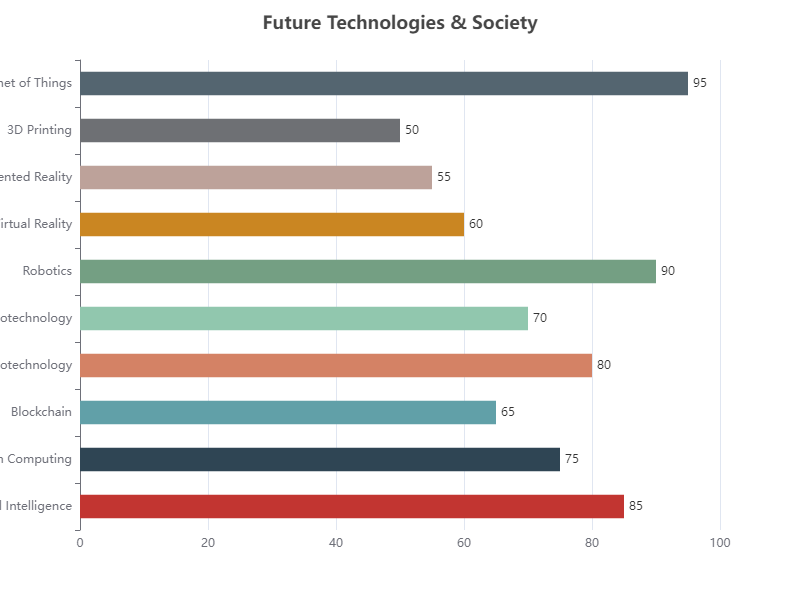 Future Technologies & Society
net of Things 95
3D Printing 50
ented Reality 55
irtual Reality 60
Robotics 90
otechnology 70
otechnology 80
Blockchain 65
n Computing 75
l Intelligence 85
0 20 40 60 80 100